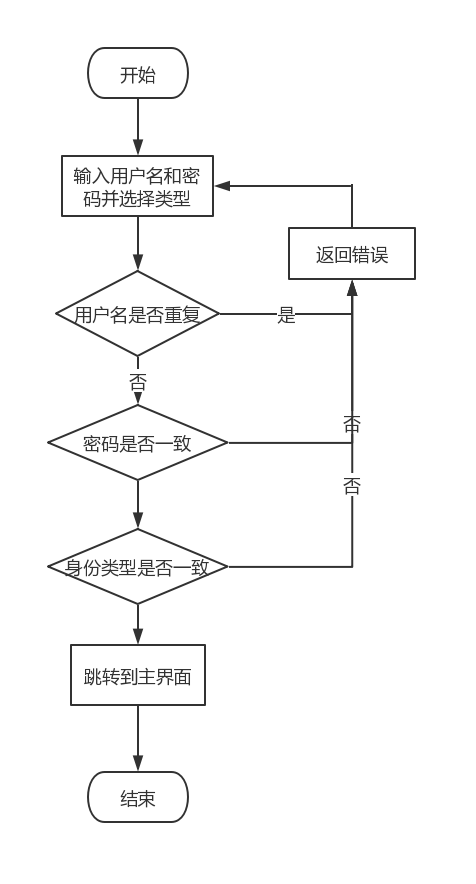 开始
输入用户名和密
码并选择类型
返回错误
用户名是否重复
是
否
否
密码是否一致
否
身份类型是否一致
跳转到主界面
结束